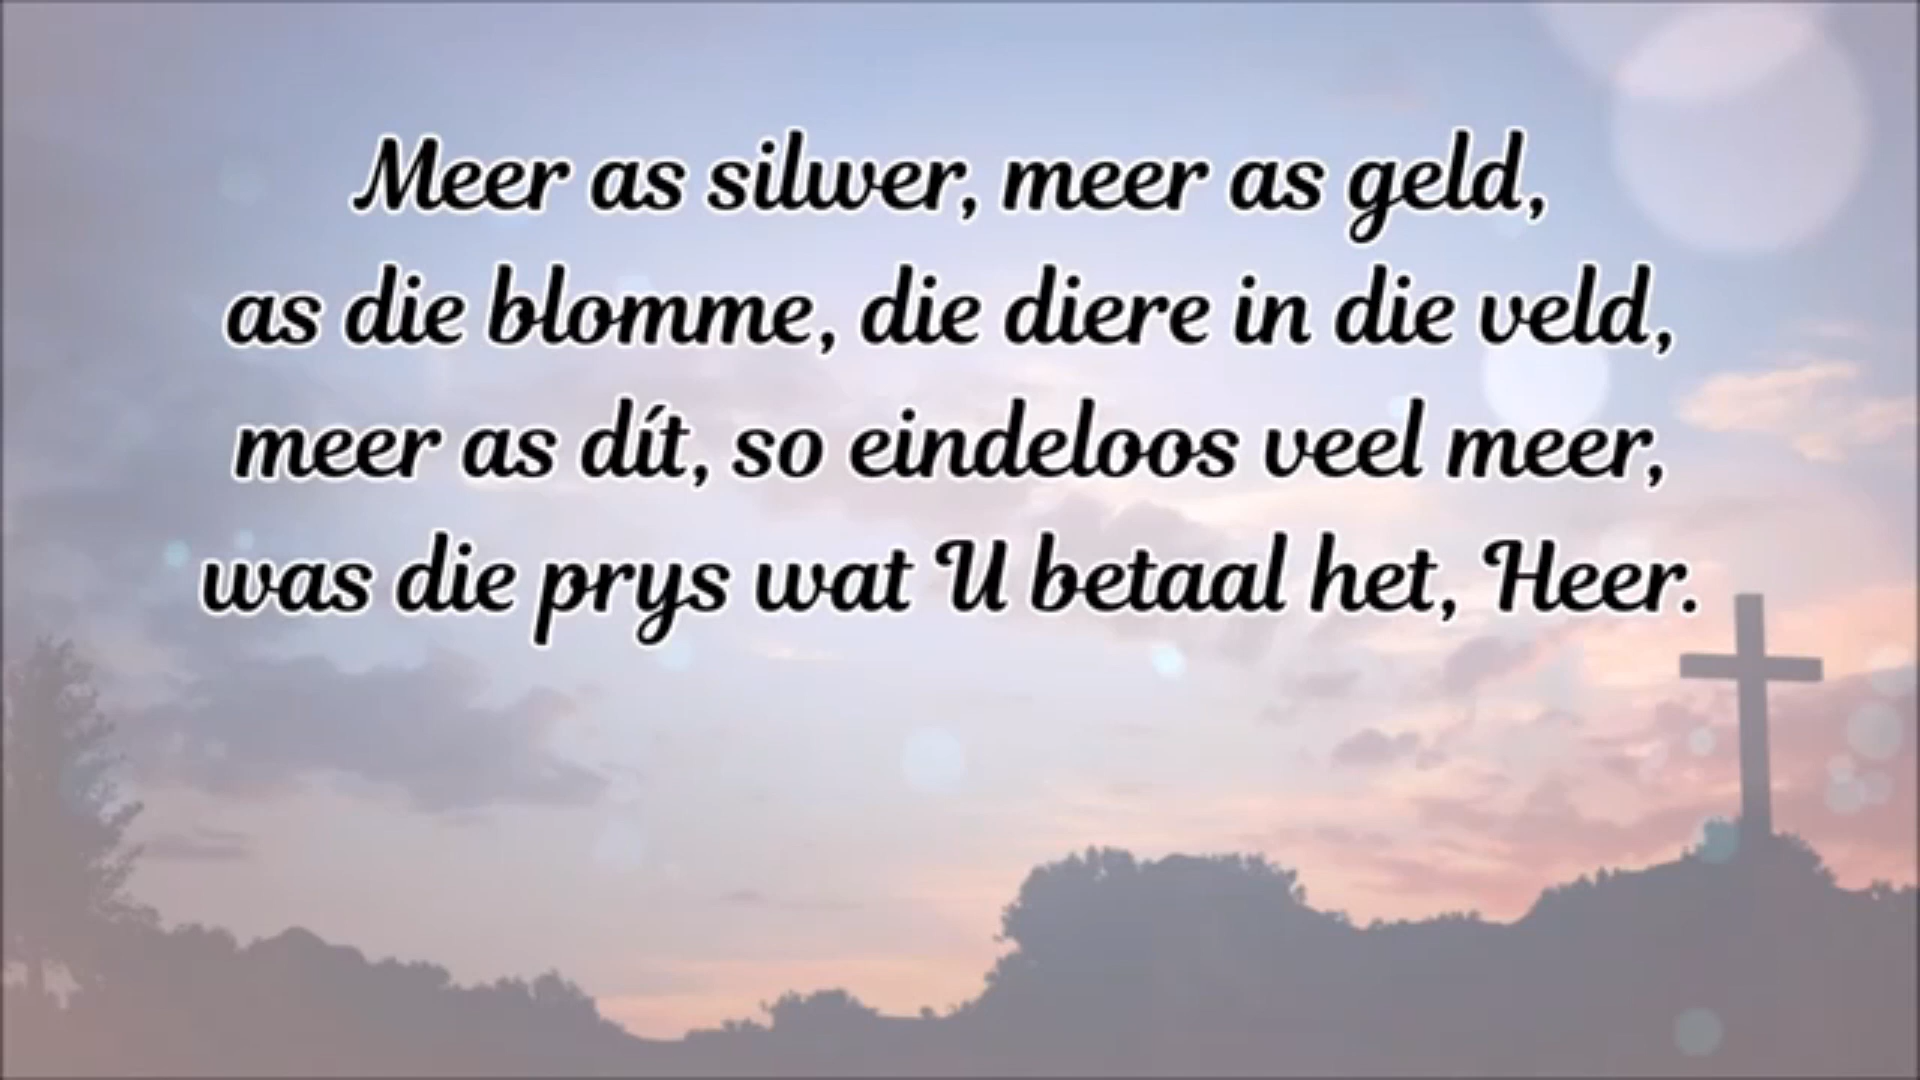 Meer as silwer, meer as geld,
as die blomme, die diere in die veld,
meer as dít, so eindeloos veel meer,
was die prys wat U betaal het, Heer.